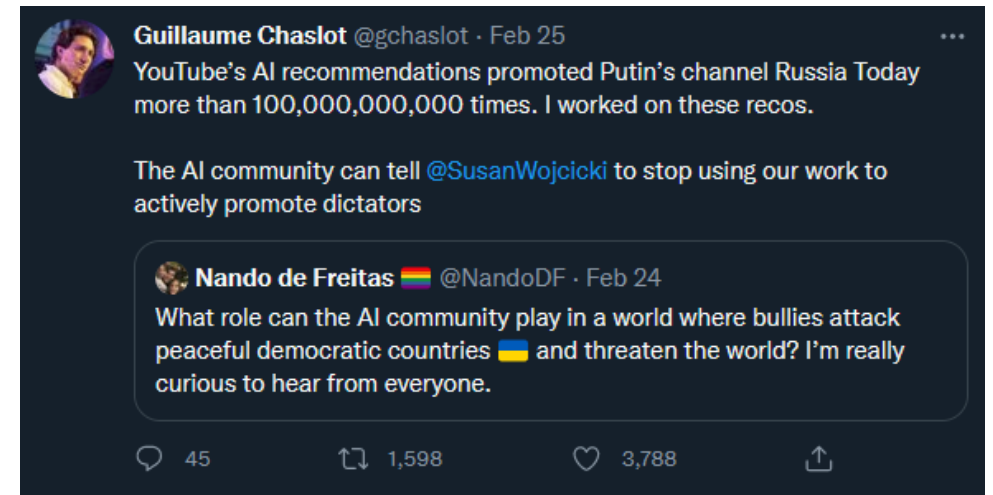 Guillaume Chaslot @gchaslot · Feb 25
YouTube's AI recommendations promoted Putin's channel Russia Today
more than 100,000,000,000 times. I worked on these recos.
The AI community can tell @SusanWojcicki to stop using our work to
actively promote dictators
Nando de Freitas 🏳️‍🌈 @NandoDF · Feb 24
What role can the AI community play in a world where bullies attack
peaceful democratic countries 🇺🇦 and threaten the world? I'm really
curious to hear from everyone.
45 1,598 3,788